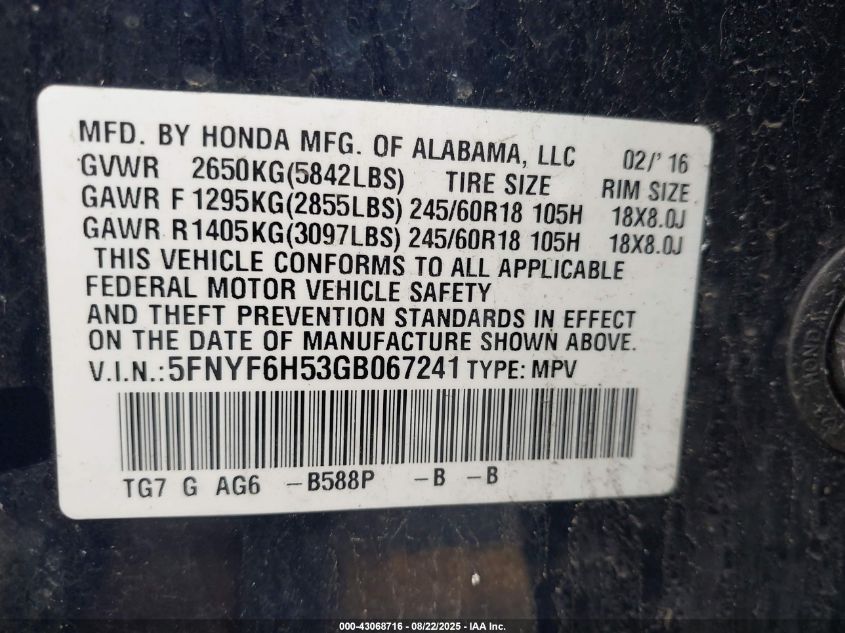 MFD. BY HONDA MFG. OF ALABAMA, LLC 02/'16
GVWR 2650KG(5842LBS) TIRE SIZE RIM SIZE
GAWR F 1295KG(2855LBS) 245/60R18 105H 18X8.0J
GAWR R1405KG(3097LBS) 245/60R18 105H 18X8.0J
THIS VEHICLE CONFORMS TO ALL APPLICABLE
FEDERAL MOTOR VEHICLE SAFETY
AND THEFT PREVENTION STANDARDS IN EFFECT
ON THE DATE OF MANUFACTURE SHOWN ABOVE.
V.I.N.:5FNYF6H53GB067241 TYPE: MPV
TG7 G AG6 -B588P -B -B
HONDA
000-43068716 - 08/22/2025 - IAA Inc.